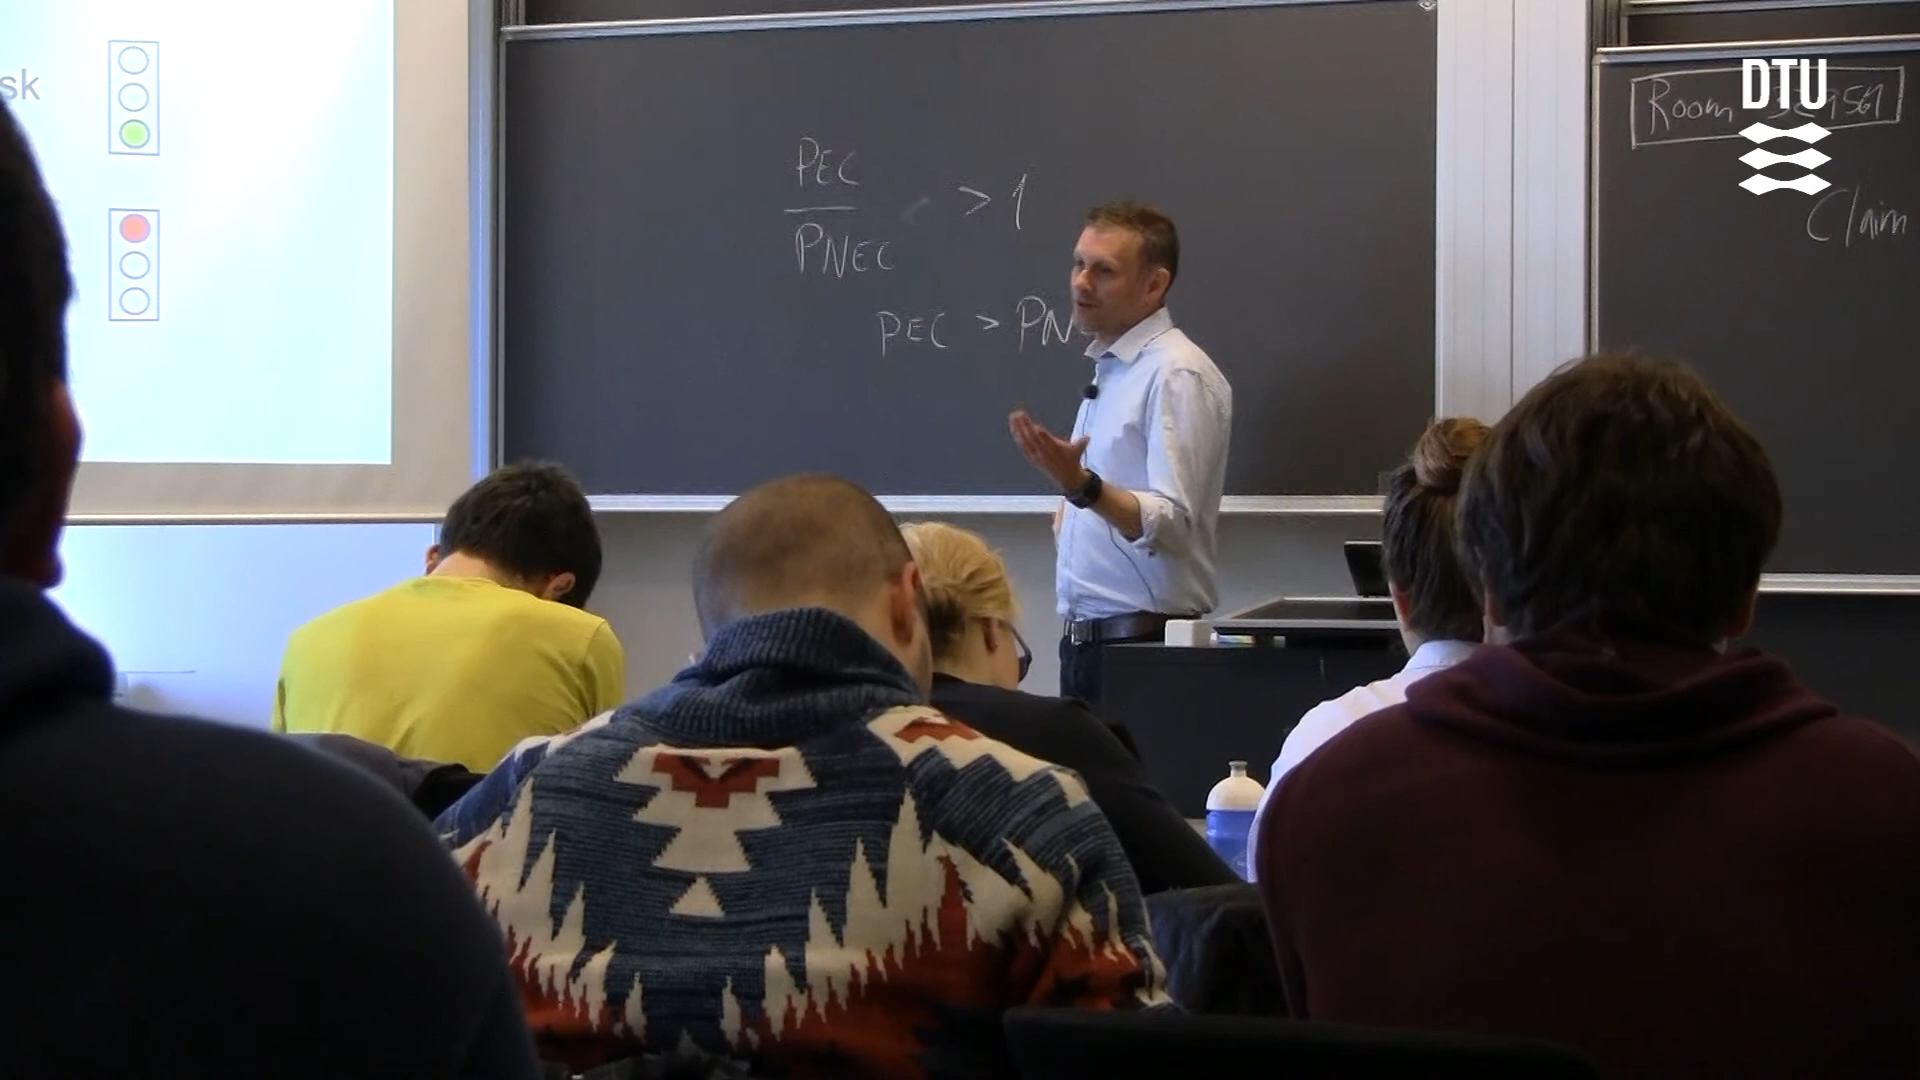 sk
PEC
PNEC
> 1
PEC > PN
Room
DTU
Claim